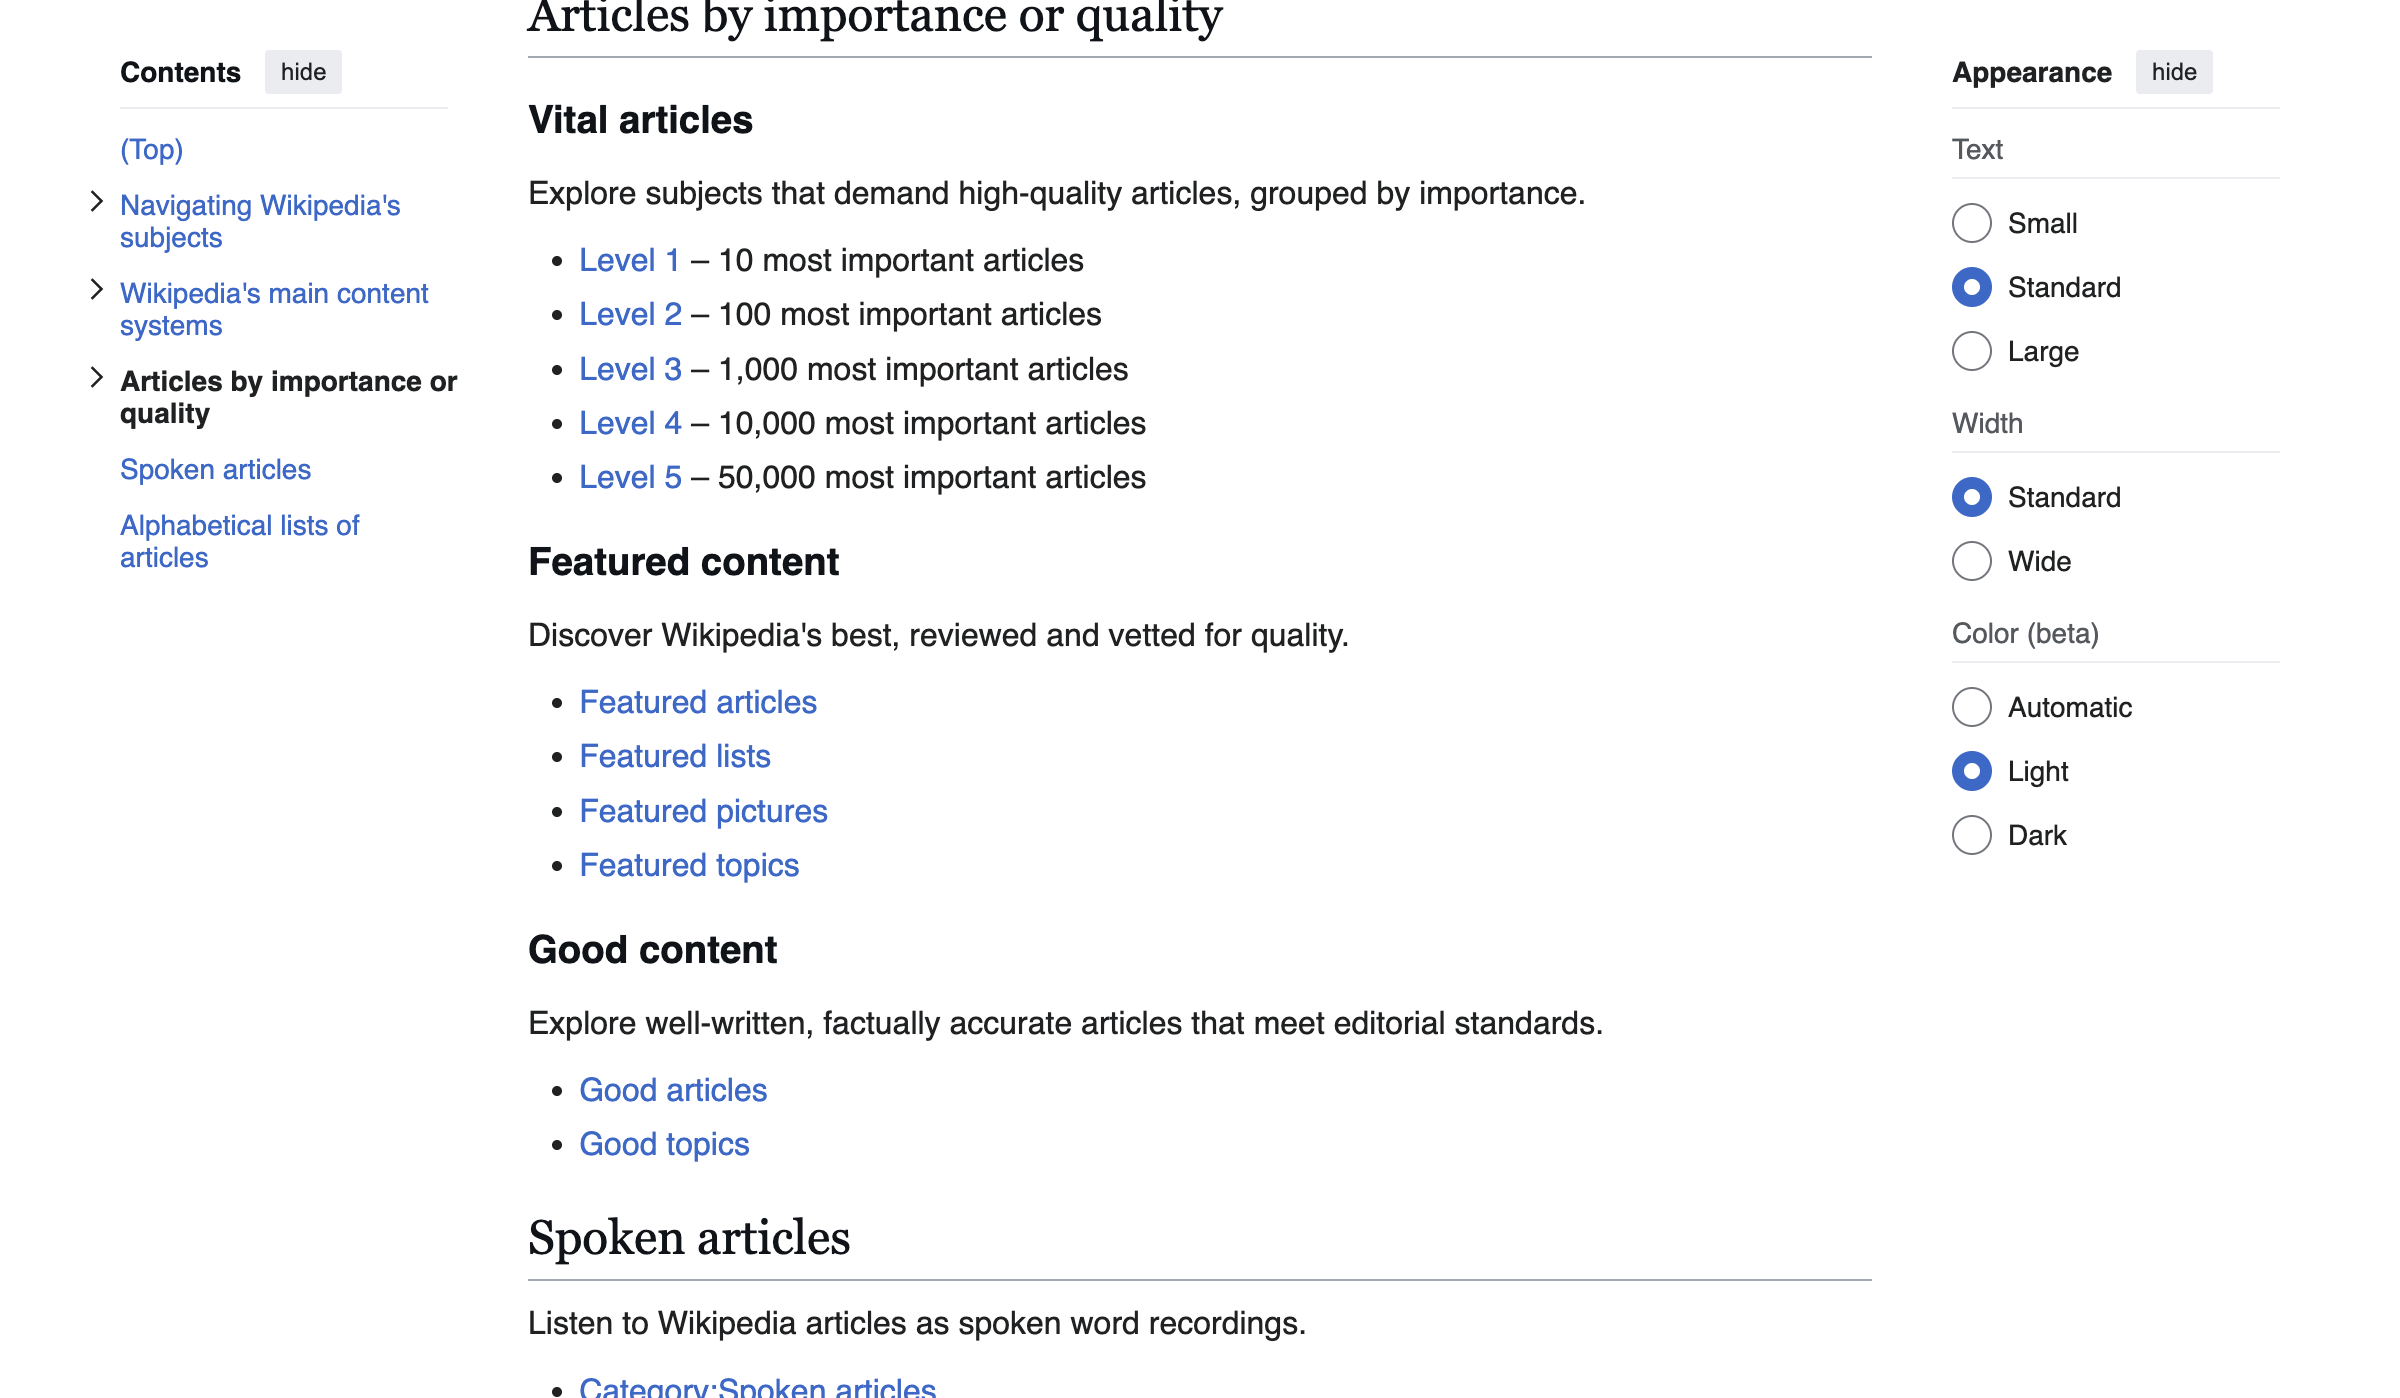 Contents hide
(Top)
Navigating Wikipedia's
subjects
Wikipedia's main content
systems
Articles by importance or
quality
Spoken articles
Alphabetical lists of
articles
Articles by importance or quality
Vital articles
Explore subjects that demand high-quality articles, grouped by importance.
• Level 1 – 10 most important articles
• Level 2 – 100 most important articles
• Level 3 – 1,000 most important articles
• Level 4 – 10,000 most important articles
• Level 5 – 50,000 most important articles
Featured content
Discover Wikipedia's best, reviewed and vetted for quality.
• Featured articles
• Featured lists
• Featured pictures
• Featured topics
Good content
Explore well-written, factually accurate articles that meet editorial standards.
• Good articles
• Good topics
Spoken articles
Listen to Wikipedia articles as spoken word recordings.
• Category:Spoken articles
Appearance hide
Text
Small
Standard
Large
Width
Standard
Wide
Color (beta)
Automatic
Light
Dark